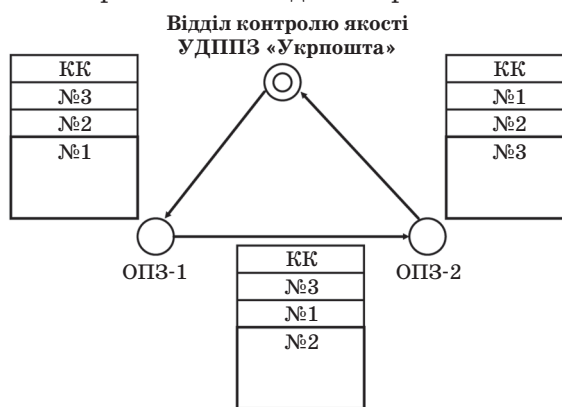 Відділ контролю якості
УДППЗ «Укрпошта»
КК
№3
№2
№1
КК
№1
№2
№3
ОПЗ-1
ОПЗ-2
КК
№3
№1
№2